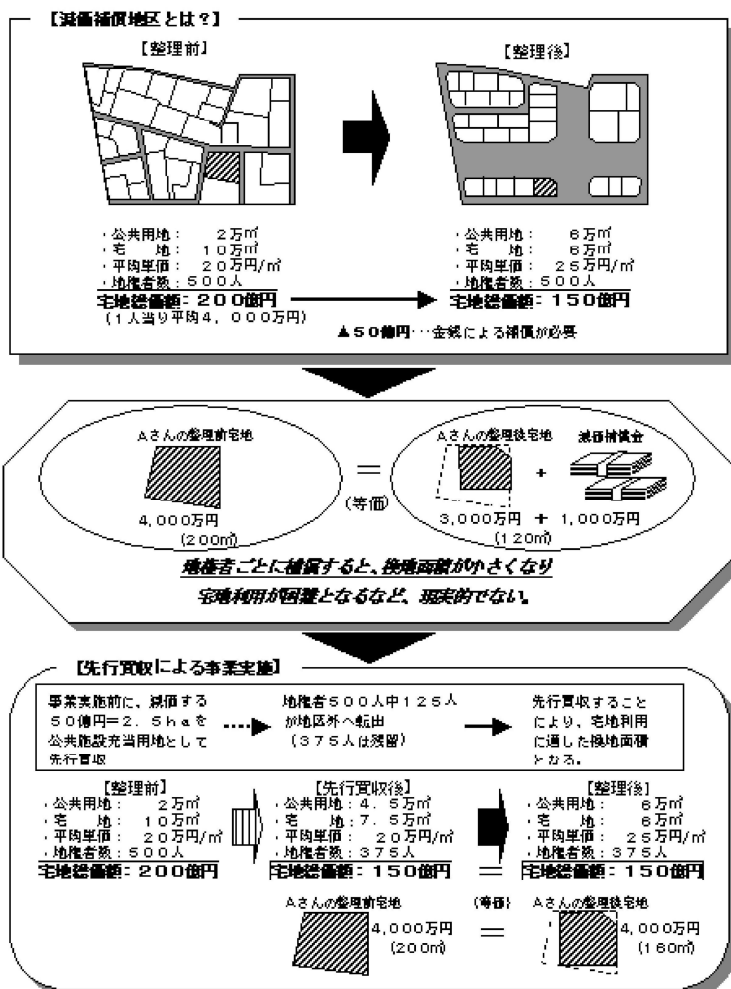 【減価補償地区とは？】
【整理前】
【整理後】
・公共用地： ２万㎡
・宅　　地： １０万㎡
・平均単価： ２０万円/㎡
・地権者数：５００人
宅地総価額：２００億円
（１人当り平均４，０００万円）
・公共用地： ６万㎡
・宅　　地： ６万㎡
・平均単価：２５万円/㎡
・地権者数：５００人
宅地総価額：１５０億円
▲５０億円…金銭による補償が必要
Ａさんの整理前宅地
4,000万円
(200㎡)
＝
(等価)
Ａさんの整理後宅地
減価補償金
+
3,000万円 + 1,000万円
(120㎡)
地権者ごとに補償すると、換地面積が小さくなり
宅地利用が困難となるなど、現実的でない。
【先行買収による事業実施】
事業実施前に、減価する
５０億円＝２．５ｈａを
公共施設充当用地として
先行買収
地権者５００人中１２５人
が地区外へ転出
（３７５人は残留）
先行買収すること
により、宅地利用
に適した換地面積
となる。
【整理前】
・公共用地： ２万㎡
・宅　　地： １０万㎡
・平均単価：２０万円/㎡
・地権者数：５００人
宅地総価額：２００億円
【先行買収後】
・公共用地：４．５万㎡
・宅　　地：７．５万㎡
・平均単価： ２０万円/㎡
・地権者数：３７５人
宅地総価額：１５０億円
＝
【整理後】
・公共用地： ６万㎡
・宅　　地： ６万㎡
・平均単価：２５万円/㎡
・地権者数：３７５人
宅地総価額：１５０億円
Ａさんの整理前宅地
4,000万円
(200㎡)
(等価)
＝
Ａさんの整理後宅地
4,000万円
(160㎡)